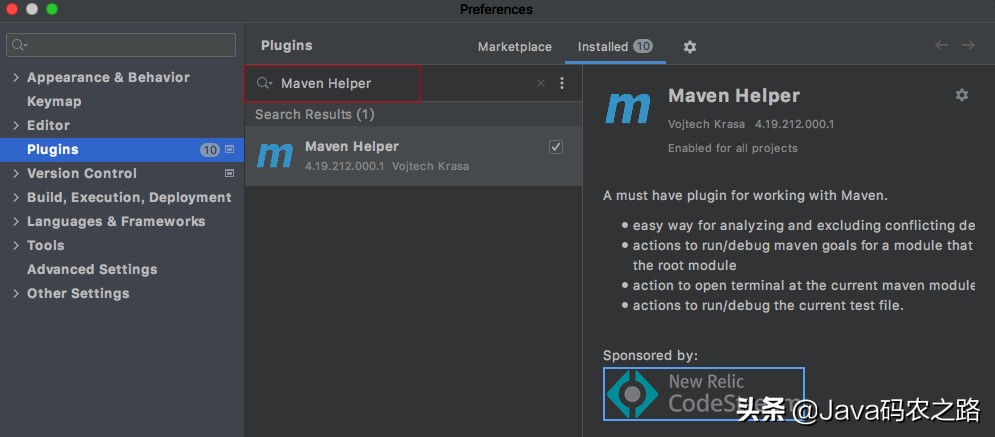 Preferences
Appearance & Behavior
Keymap
Editor
Plugins 10
Version Control
Build, Execution, Deployment
Languages & Frameworks
Tools
Advanced Settings
Other Settings
Plugins
Marketplace Installed 10
Maven Helper
Search Results (1)
Maven Helper
4.19.212.000.1 Vojtech Krasa
Maven Helper
Vojtech Krasa 4.19.212.000.1
Enabled for all projects
A must have plugin for working with Maven.
easy way for analyzing and excluding conflicting de
actions to run/debug maven goals for a module that
the root module
action to open terminal at the current maven module
actions to run/debug the current test file.
Sponsored by:
New Relic
CodeStream
头条 @Java码农之路